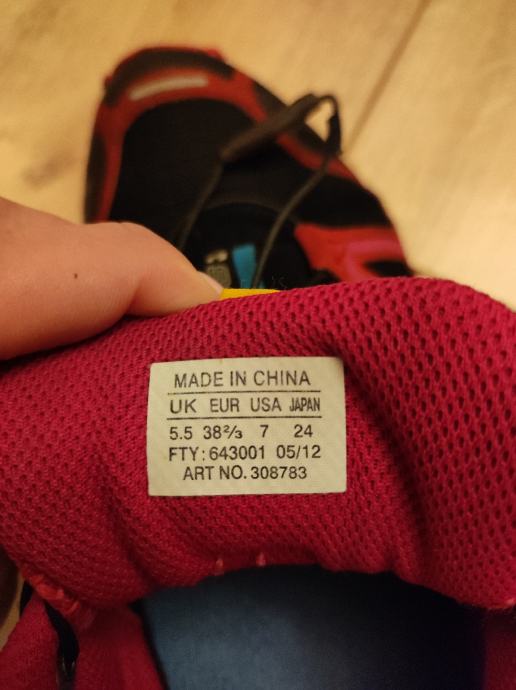 MADE IN CHINA
UK EUR USA JAPAN
5.5 38⅔ 7 24
FTY: 643001 05/12
ART NO. 308783